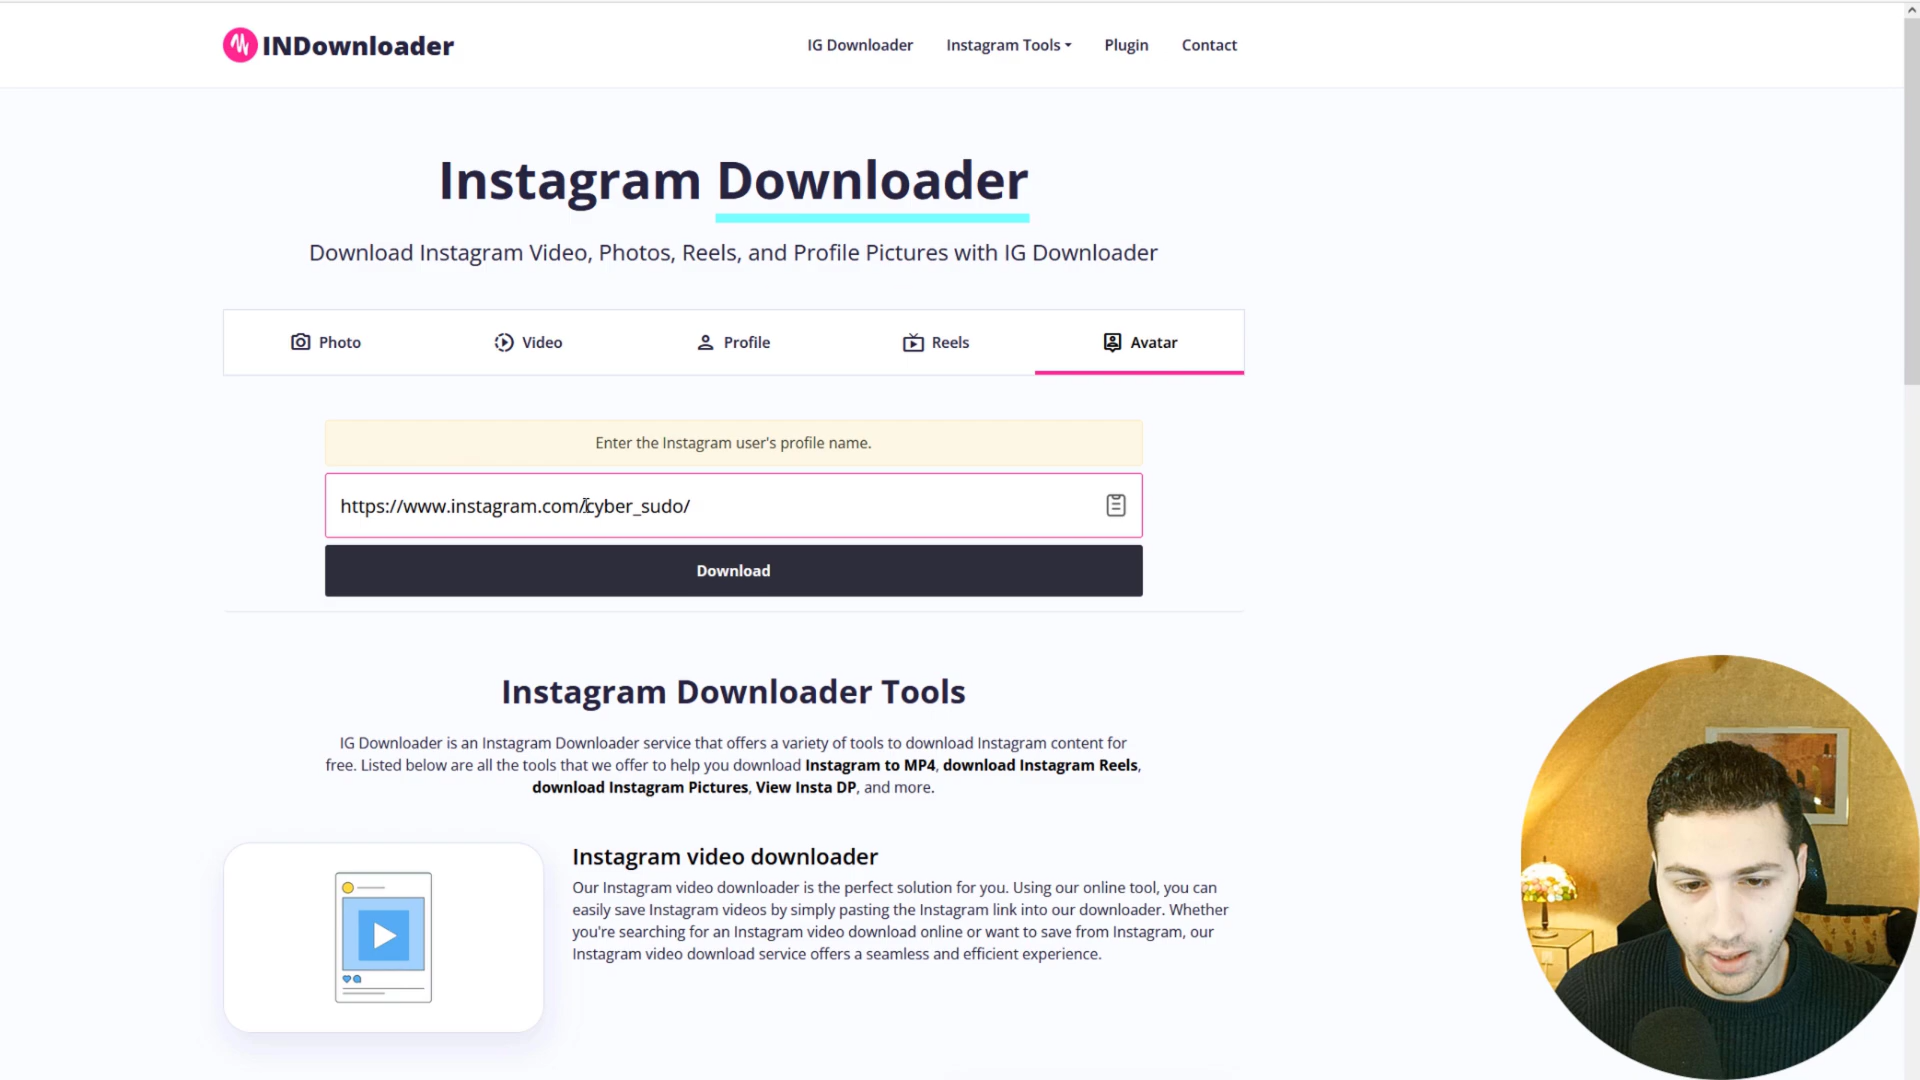 INDownloader
IG Downloader
Instagram Tools
Plugin
Contact
Instagram Downloader
Download Instagram Video, Photos, Reels, and Profile Pictures with IG Downloader
Photo
Video
Profile
Reels
Avatar
Enter the Instagram user's profile name.
https://www.instagram.com/cyber_sudo/
Download
Instagram Downloader Tools
IG Downloader is an Instagram Downloader service that offers a variety of tools to download Instagram content for
free. Listed below are all the tools that we offer to help you download Instagram to MP4, download Instagram Reels,
download Instagram Pictures, View Insta DP, and more.
Instagram video downloader
Our Instagram video downloader is the perfect solution for you. Using our online tool, you can
easily save Instagram videos by simply pasting the Instagram link into our downloader. Whether
you're searching for an Instagram video download online or want to save from Instagram, our
Instagram video download service offers a seamless and efficient experience.